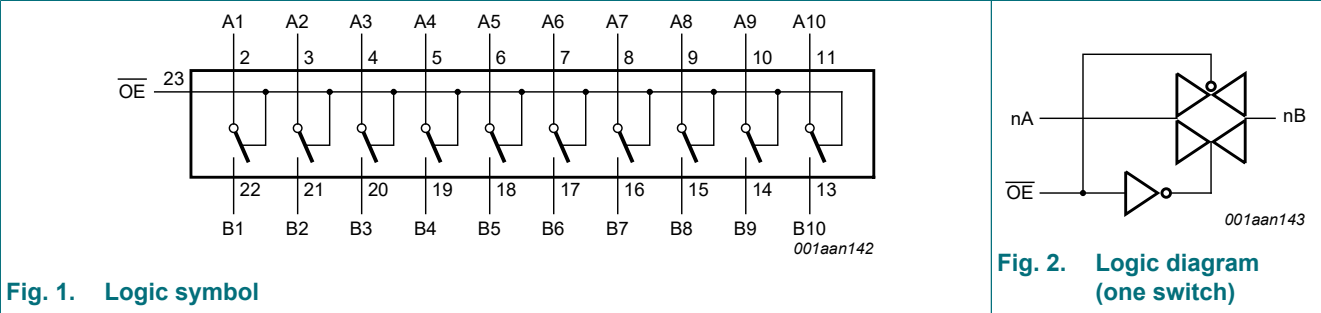 A1 A2 A3 A4 A5 A6 A7 A8 A9 A10
2 3 4 5 6 7 8 9 10 11
OE 23
22 21 20 19 18 17 16 15 14 13
B1 B2 B3 B4 B5 B6 B7 B8 B9 B10
001aan142
Fig. 1. Logic symbol
nA nB
OE
001aan143
Fig. 2. Logic diagram
(one switch)